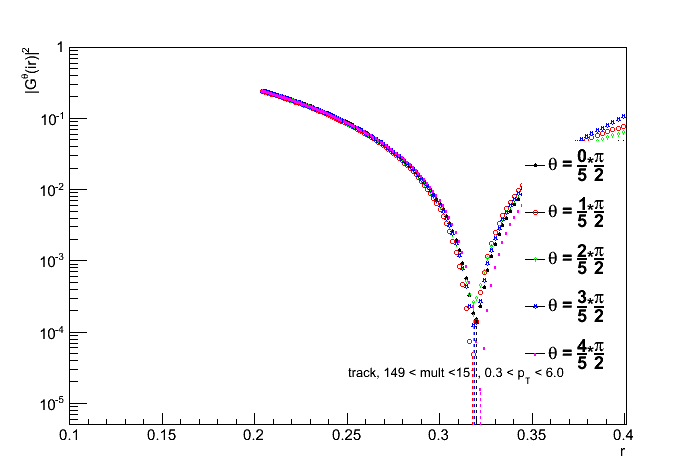 |G^θ(ir)|^2
1
10^-1
10^-2
10^-3
10^-4
10^-5
θ = 0/5*π/2
θ = 1/5*π/2
θ = 2/5*π/2
θ = 3/5*π/2
θ = 4/5*π/2
track, 149 < mult <15 , 0.3 < p_T < 6.0
0.1 0.15 0.2 0.25 0.3 0.35 0.4
r